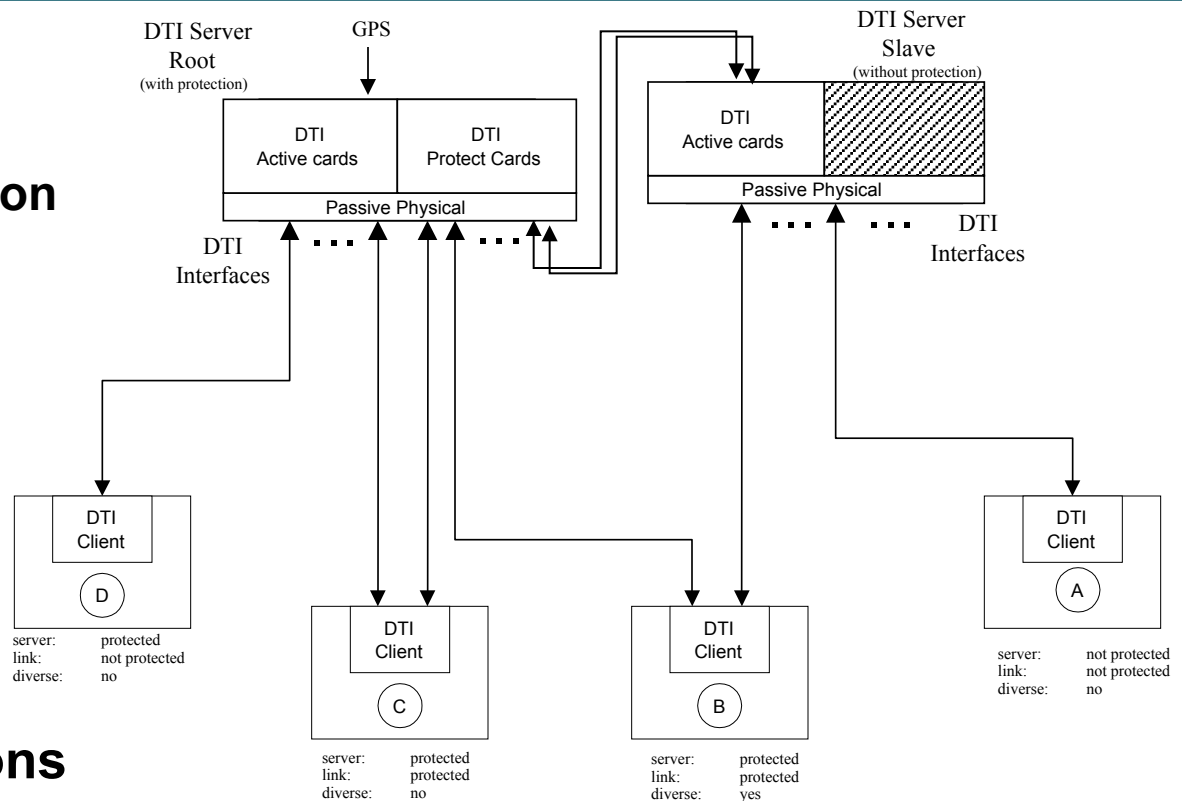 DTI Server
Root
(with protection)
GPS
DTI Server
Slave
(without protection)
DTI
Active cards
DTI
Protect Cards
Passive Physical
DTI
Active cards
Passive Physical
on
DTI
Interfaces
DTI
Interfaces
DTI
Client
D
server: protected
link: not protected
diverse: no
DTI
Client
C
server: protected
link: protected
diverse: no
DTI
Client
B
server: protected
link: protected
diverse: yes
DTI
Client
A
server: not protected
link: not protected
diverse: no
ons